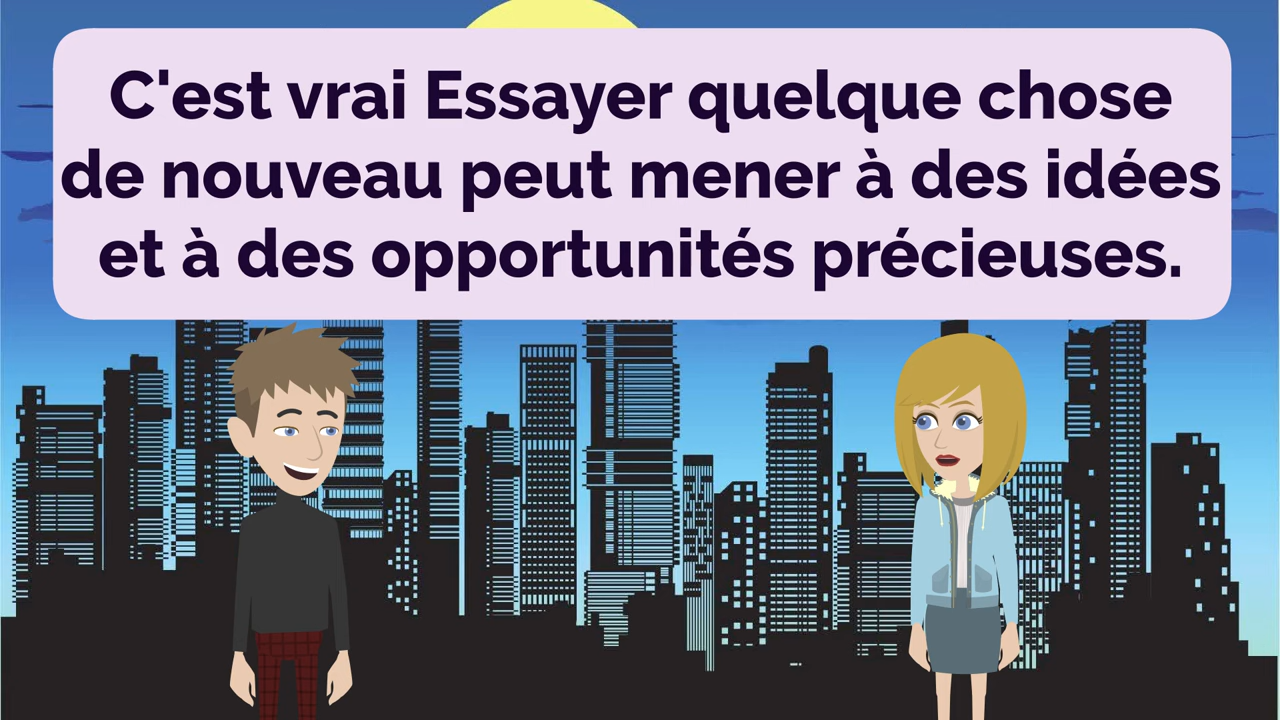 C'est vrai Essayer quelque chose
de nouveau peut mener à des idées
et à des opportunités précieuses.